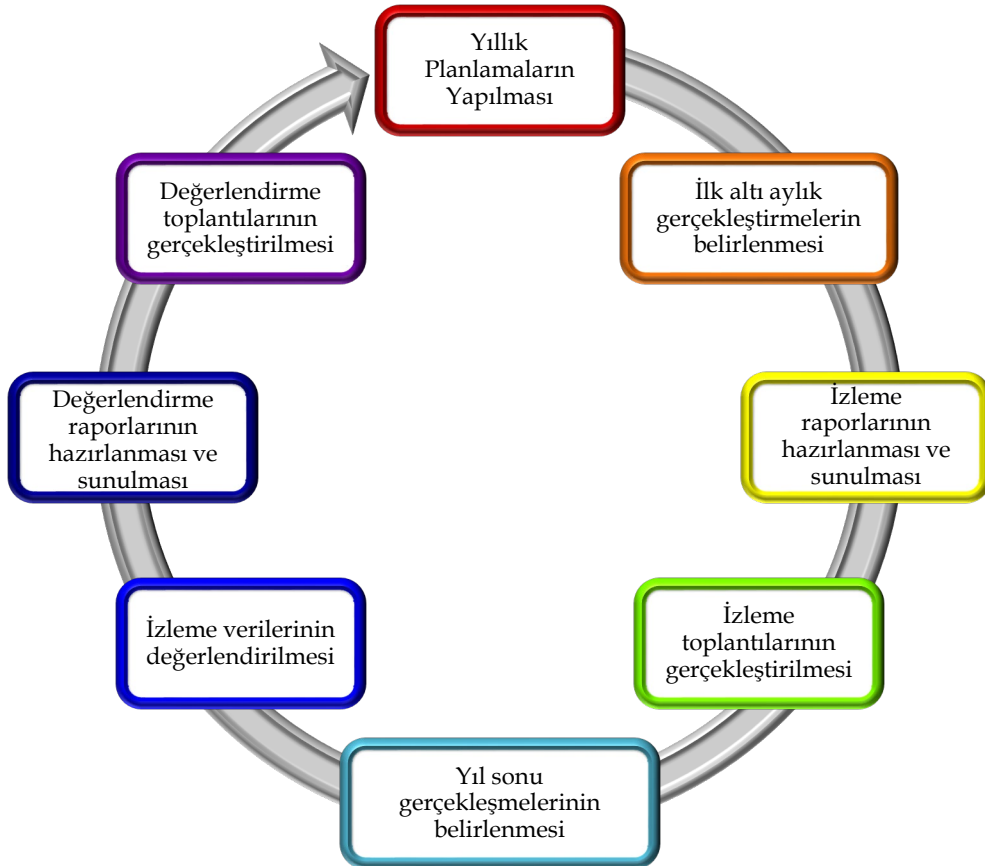 Yıllık
Planlamaların
Yapılması
İlk altı aylık
gerçekleştirmelerin
belirlenmesi
İzleme
raporlarının
hazırlanması ve
sunulması
İzleme
toplantılarının
gerçekleştirilmesi
Yıl sonu
gerçekleşmelerinin
belirlenmesi
İzleme verilerinin
değerlendirilmesi
Değerlendirme
raporlarının
hazırlanması ve
sunulması
Değerlendirme
toplantılarının
gerçekleştirilmesi